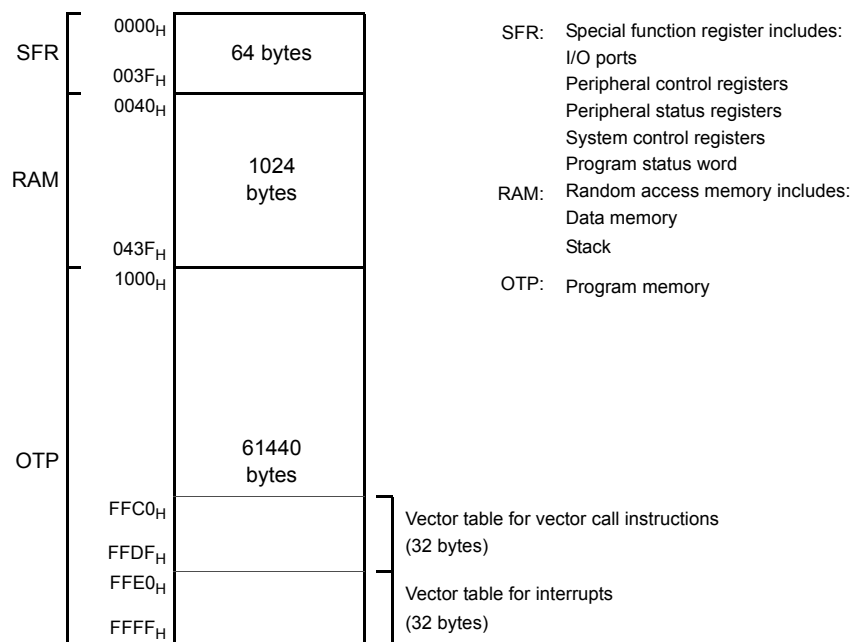 0000H
SFR
64 bytes
003FH
0040H
RAM
1024
bytes
043FH
1000H
OTP
61440
bytes
FFC0H
Vector table for vector call instructions
(32 bytes)
FFDFH
FFE0H
Vector table for interrupts
(32 bytes)
FFFFH
SFR: Special function register includes:
I/O ports
Peripheral control registers
Peripheral status registers
System control registers
Program status word
RAM: Random access memory includes:
Data memory
Stack
OTP: Program memory